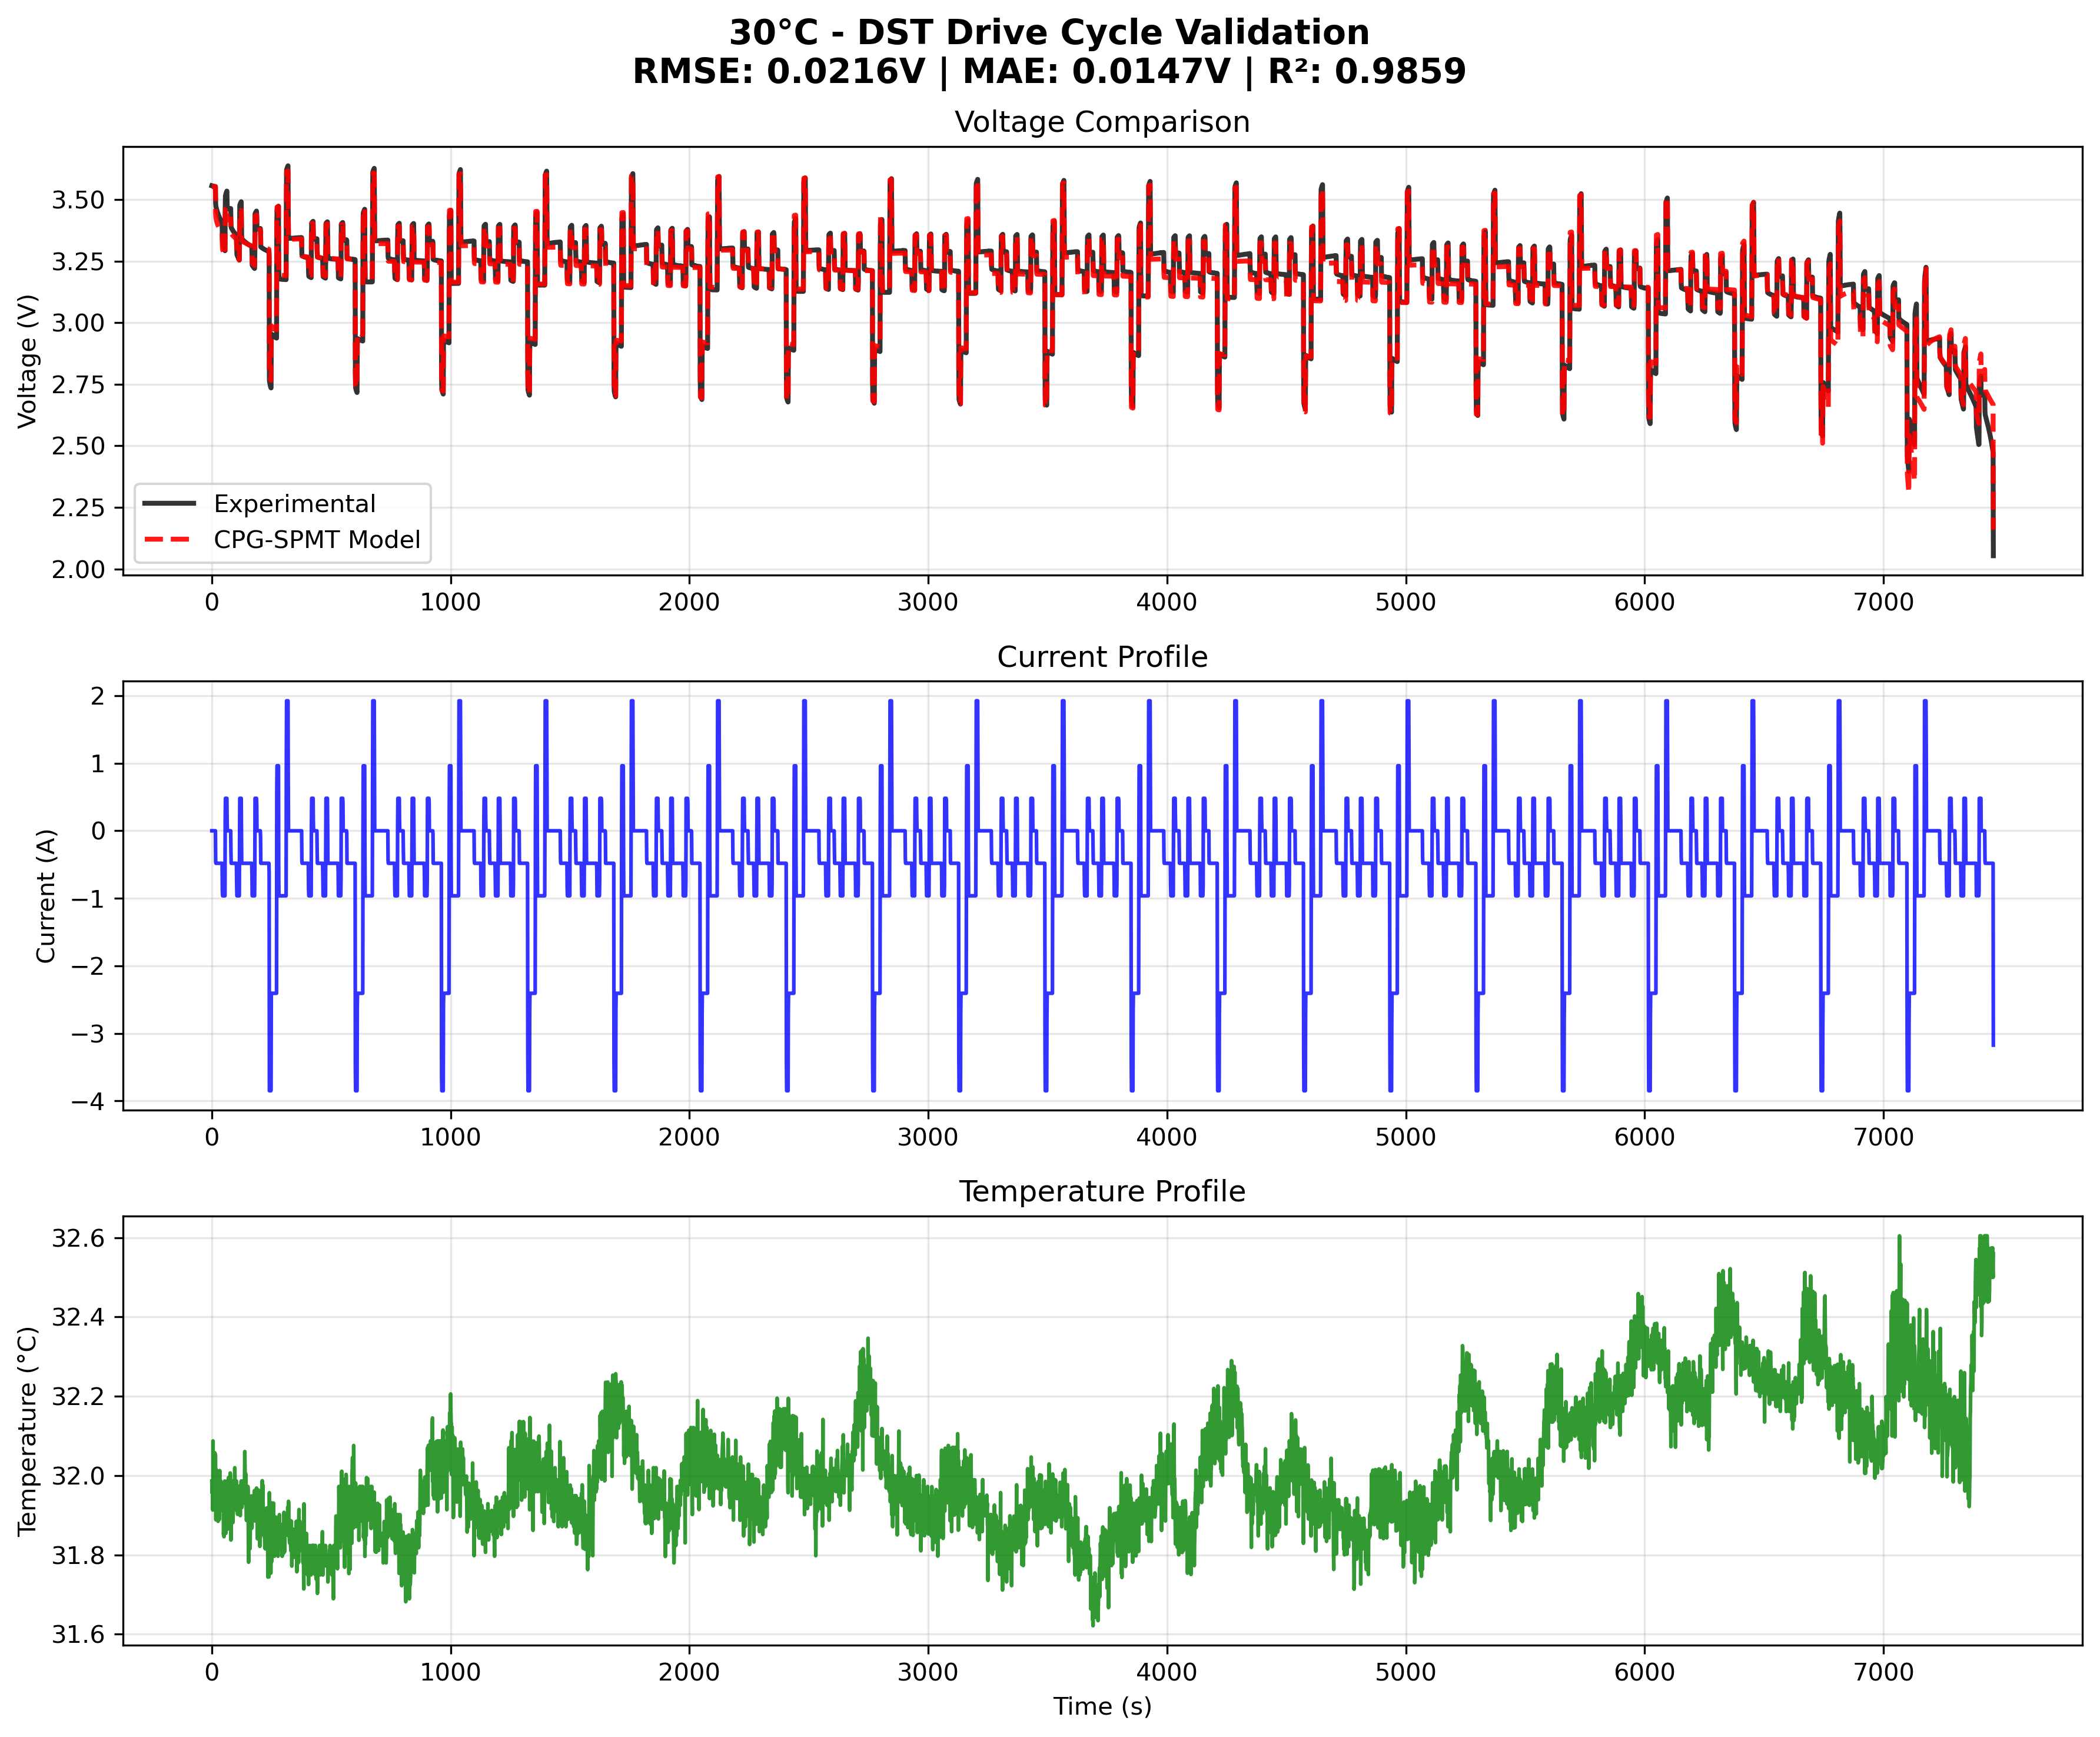 30°C - DST Drive Cycle Validation
RMSE: 0.0216V | MAE: 0.0147V | R²: 0.9859
Voltage Comparison
Voltage (V)
3.50
3.25
3.00
2.75
2.50
2.25
2.00
Experimental
CPG-SPMT Model
0 1000 2000 3000 4000 5000 6000 7000
Current Profile
Current (A)
2
1
0
−1
−2
−3
−4
0 1000 2000 3000 4000 5000 6000 7000
Temperature Profile
Temperature (°C)
32.6
32.4
32.2
32.0
31.8
31.6
0 1000 2000 3000 4000 5000 6000 7000
Time (s)